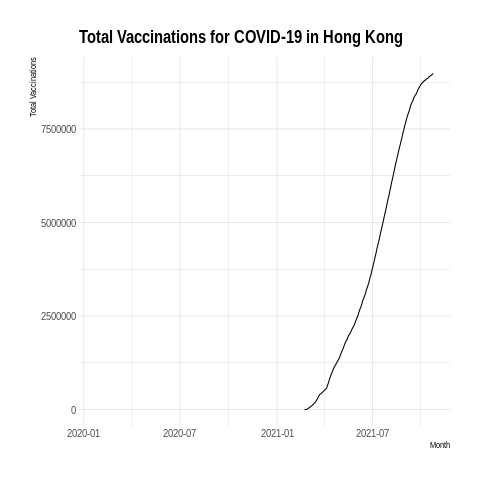 Total Vaccinations for COVID-19 in Hong Kong
Total Vaccinations
7500000
5000000
2500000
0
2020-01 2020-07 2021-01 2021-07
Month